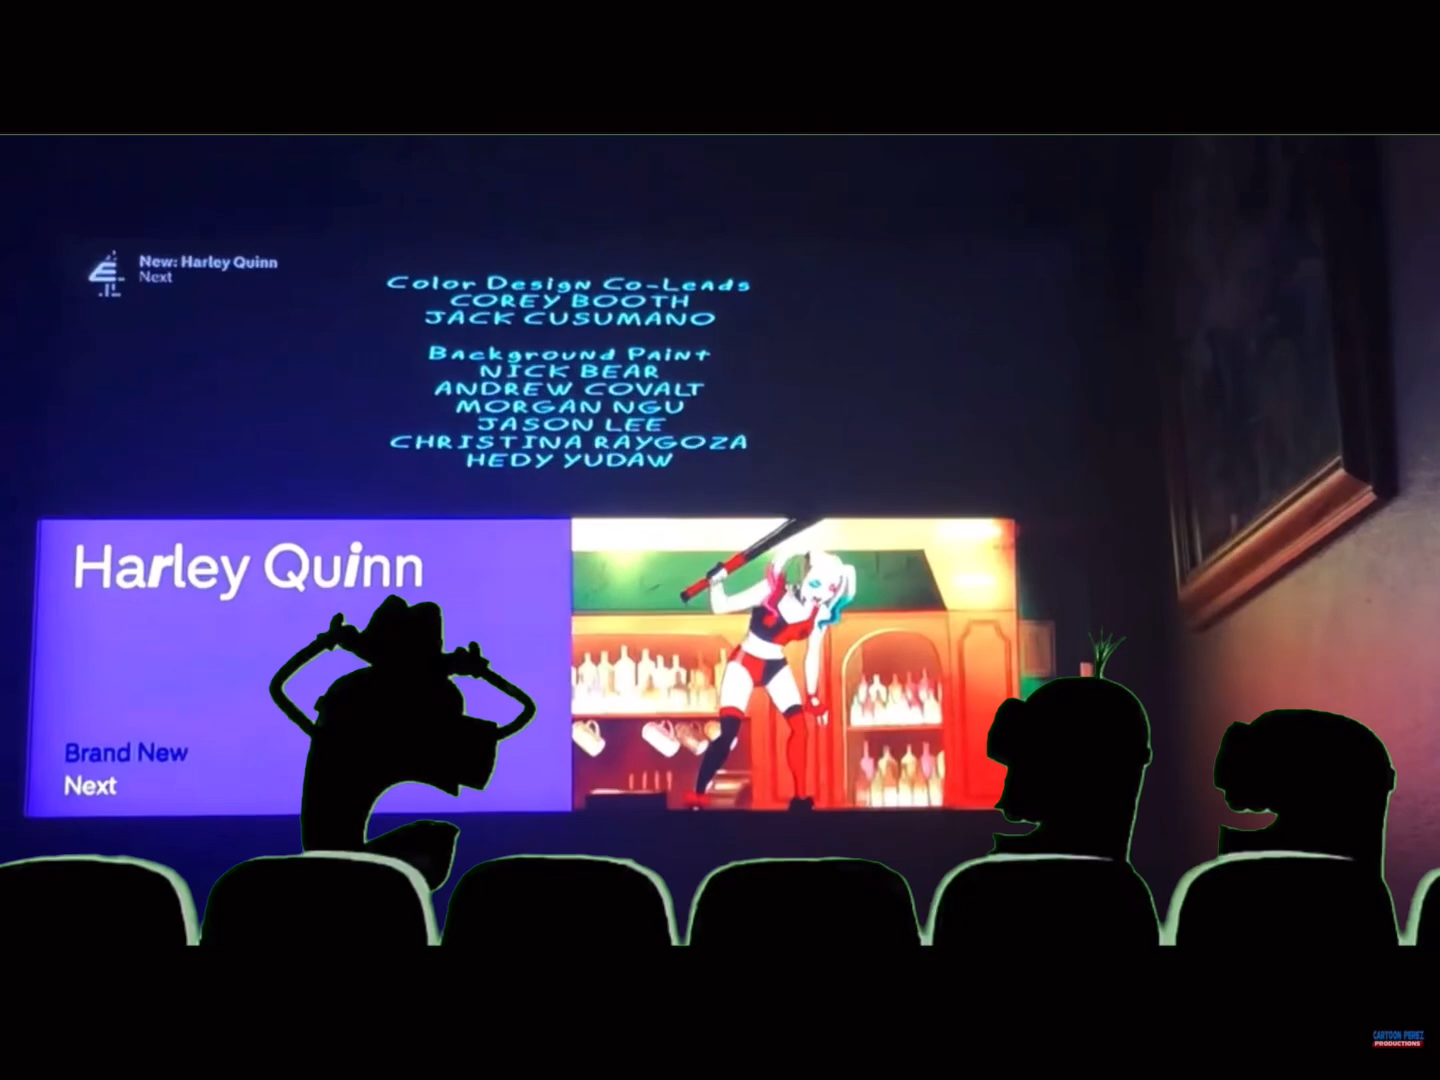 New: Harley Quinn
Next
Color Design Co-Leads
COREY BOOTH
JACK CUSUMANO
Background Paint
NICK BEAR
ANDREW COVALT
MORGAN NGU
JASON LEE
CHRISTINA RAYGOZA
HEDY YUDAW
Harley Quinn
Brand New
Next
CARTOON PEREZ
PRODUCTIONS